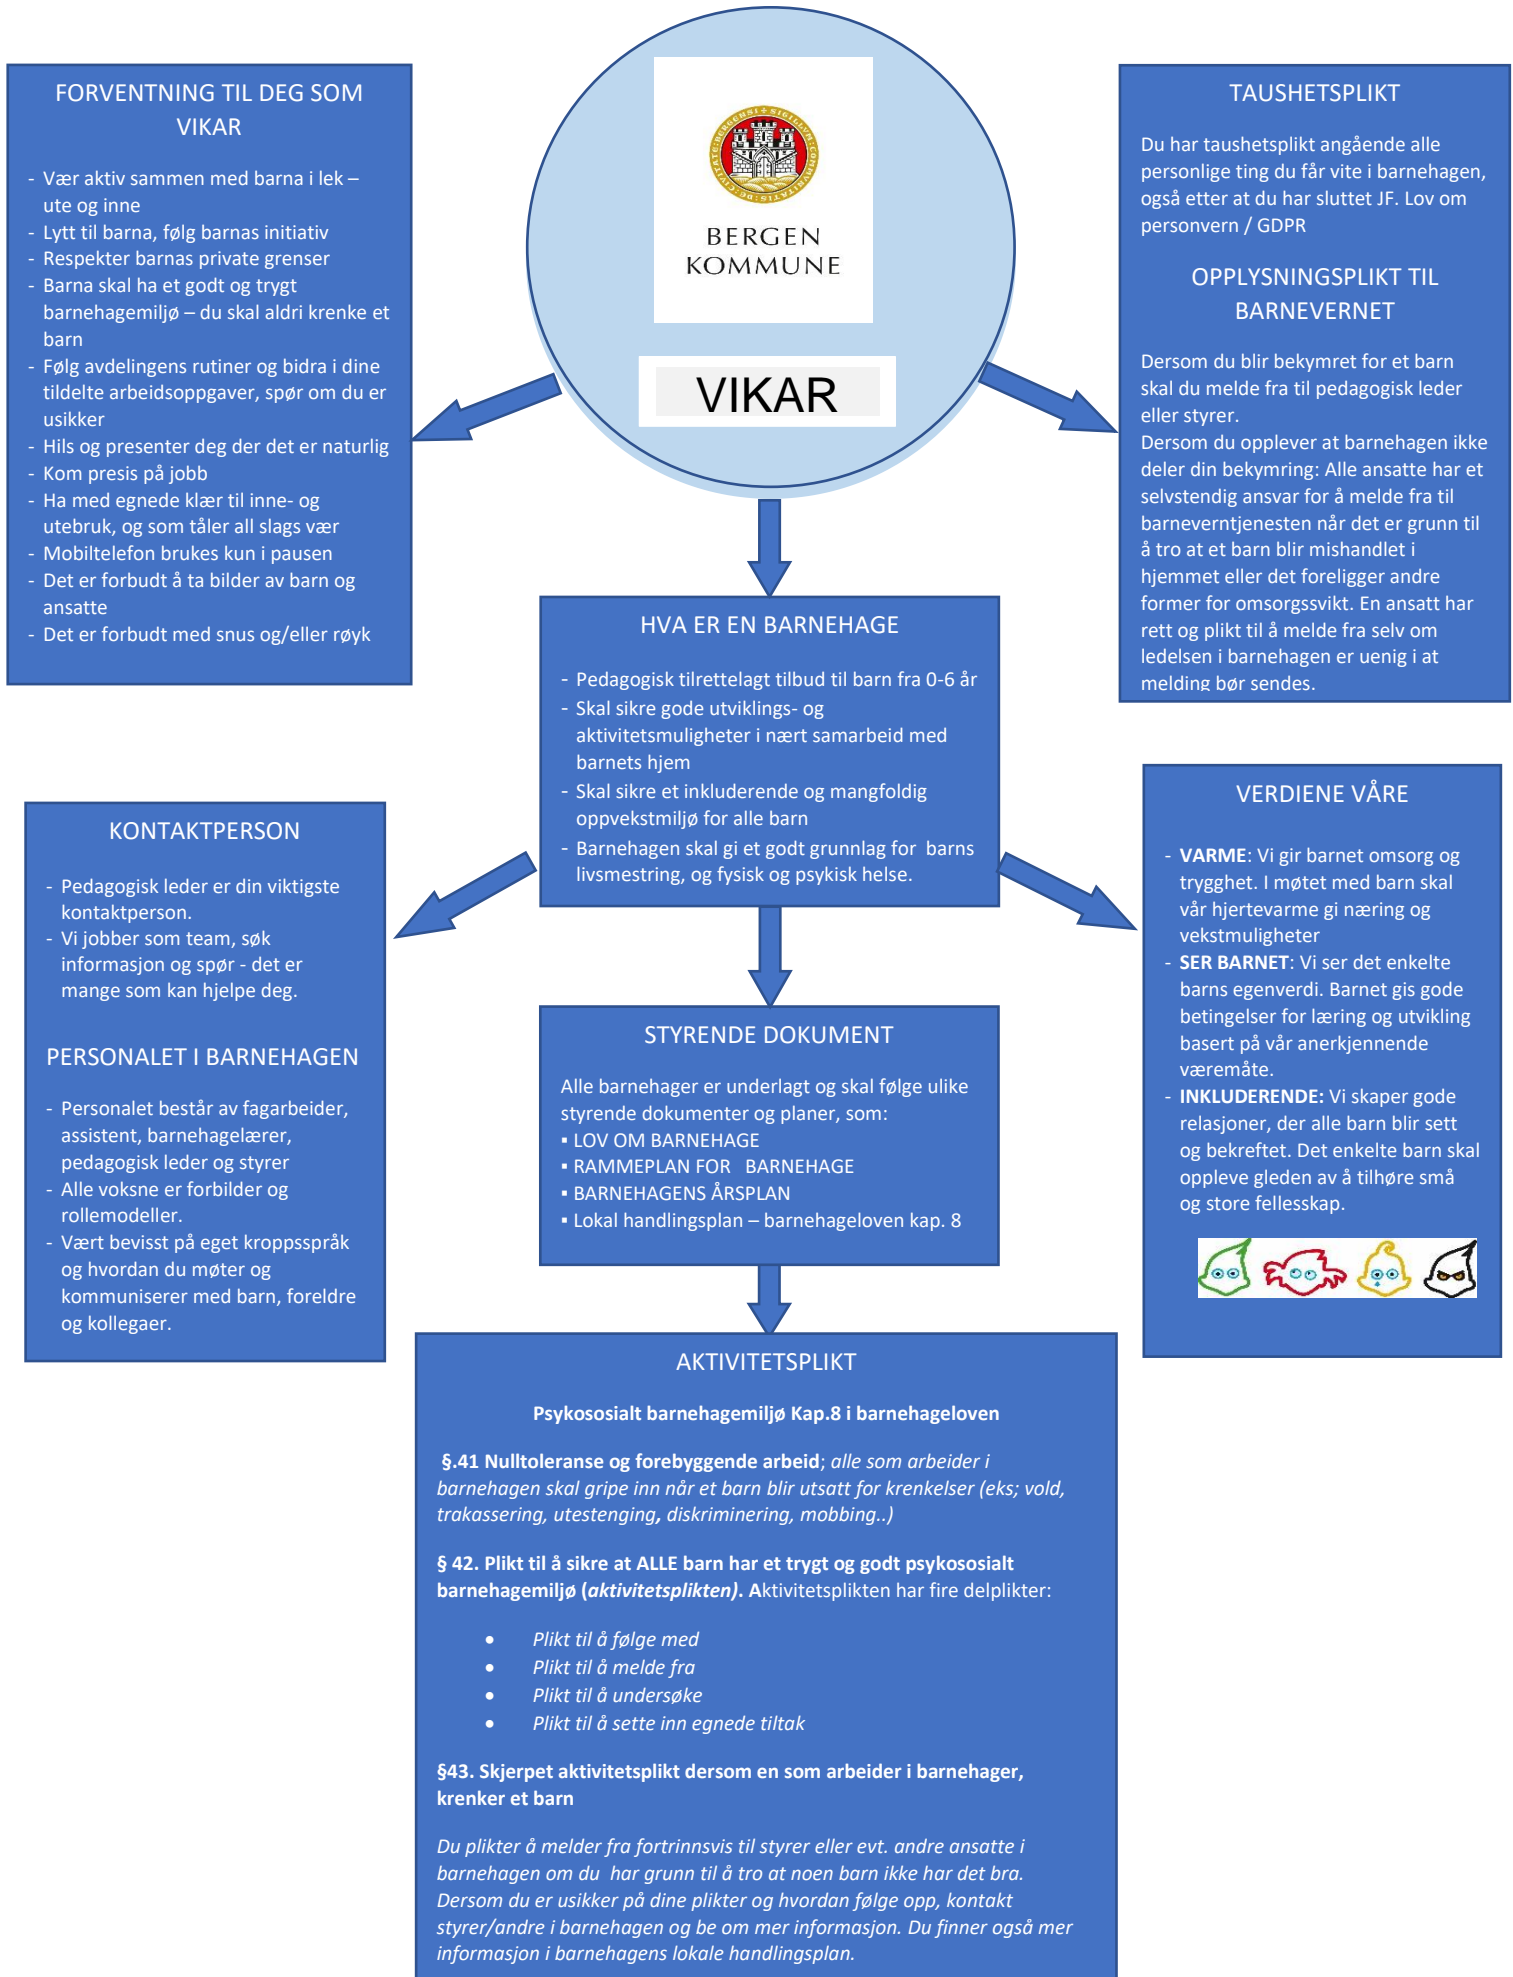 FORVENTNING TIL DEG SOM
VIKAR
- Vær aktiv sammen med barna i lek –
ute og inne
- Lytt til barna, følg barnas initiativ
- Respekter barnas private grenser
- Barna skal ha et godt og trygt
barnehagemiljø – du skal aldri krenke et
barn
- Følg avdelingens rutiner og bidra i dine
tildelte arbeidsoppgaver, spør om du er
usikker
- Hils og presenter deg der det er naturlig
- Kom presis på jobb
- Ha med egnede klær til inne- og
utebruk, og som tåler all slags vær
- Mobiltelefon brukes kun i pausen
- Det er forbudt å ta bilder av barn og
ansatte
- Det er forbudt med snus og/eller røyk
BERGEN
KOMMUNE
VIKAR
TAUSHETSPLIKT
Du har taushetsplikt angående alle
personlige ting du får vite i barnehagen,
også etter at du har sluttet JF. Lov om
personvern / GDPR
OPPLYSNINGSPLIKT TIL
BARNEVERNET
Dersom du blir bekymret for et barn
skal du melde fra til pedagogisk leder
eller styrer.
Dersom du opplever at barnehagen ikke
deler din bekymring: Alle ansatte har et
selvstendig ansvar for å melde fra til
barneverntjenesten når det er grunn til
å tro at et barn blir mishandlet i
hjemmet eller det foreligger andre
former for omsorgssvikt. En ansatt har
rett og plikt til å melde fra selv om
ledelsen i barnehagen er uenig i at
melding bør sendes.
HVA ER EN BARNEHAGE
- Pedagogisk tilrettelagt tilbud til barn fra 0-6 år
- Skal sikre gode utviklings- og
aktivitetsmuligheter i nært samarbeid med
barnets hjem
- Skal sikre et inkluderende og mangfoldig
oppvekstmiljø for alle barn
- Barnehagen skal gi et godt grunnlag for  barns
livsmestring, og fysisk og psykisk helse.
KONTAKTPERSON
- Pedagogisk leder er din viktigste
kontaktperson.
- Vi jobber som team, søk
informasjon og spør - det er
mange som kan hjelpe deg.
PERSONALET I BARNEHAGEN
- Personalet består av fagarbeider,
assistent, barnehagelærer,
pedagogisk leder og styrer
- Alle voksne er forbilder og
rollemodeller.
- Vært bevisst på eget kroppsspråk
og hvordan du møter og
kommuniserer med barn, foreldre
og kollegaer.
STYRENDE DOKUMENT
Alle barnehager er underlagt og skal følge ulike
styrende dokumenter og planer, som:
▪ LOV OM BARNEHAGE
▪ RAMMEPLAN FOR   BARNEHAGE
▪ BARNEHAGENS ÅRSPLAN
▪ Lokal handlingsplan – barnehageloven kap. 8
VERDIENE VÅRE
- VARME: Vi gir barnet omsorg og
trygghet. I møtet med barn skal
vår hjertevarme gi næring og
vekstmuligheter
- SER BARNET: Vi ser det enkelte
barns egenverdi. Barnet gis gode
betingelser for læring og utvikling
basert på vår anerkjennende
væremåte.
- INKLUDERENDE: Vi skaper gode
relasjoner, der alle barn blir sett
og bekreftet. Det enkelte barn skal
oppleve gleden av å tilhøre små
og store fellesskap.
AKTIVITETSPLIKT
Psykososialt barnehagemiljø Kap.8 i barnehageloven
§.41 Nulltoleranse og forebyggende arbeid; alle som arbeider i
barnehagen skal gripe inn når et barn blir utsatt for krenkelser (eks; vold,
trakassering, utestenging, diskriminering, mobbing..)
§ 42. Plikt til å sikre at ALLE barn har et trygt og godt psykososialt
barnehagemiljø (aktivitetsplikten). Aktivitetsplikten har fire delplikter:
• Plikt til å følge med
• Plikt til å melde fra
• Plikt til å undersøke
• Plikt til å sette inn egnede tiltak
§43. Skjerpet aktivitetsplikt dersom en som arbeider i barnehager,
krenker et barn
Du plikter å melder fra fortrinnsvis til styrer eller evt. andre ansatte i
barnehagen om du  har grunn til å tro at noen barn ikke har det bra.
Dersom du er usikker på dine plikter og hvordan følge opp, kontakt
styrer/andre i barnehagen og be om mer informasjon. Du finner også mer
informasjon i barnehagens lokale handlingsplan.